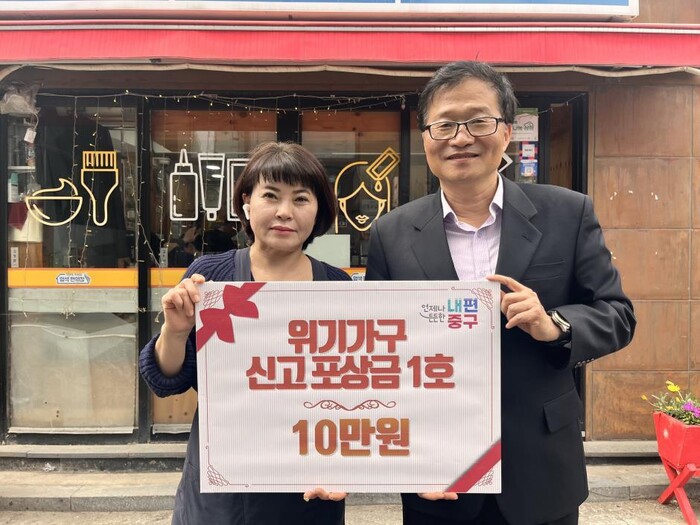 언제나 든든한 내편중구
위기가구
신고 포상금 1호
10만원